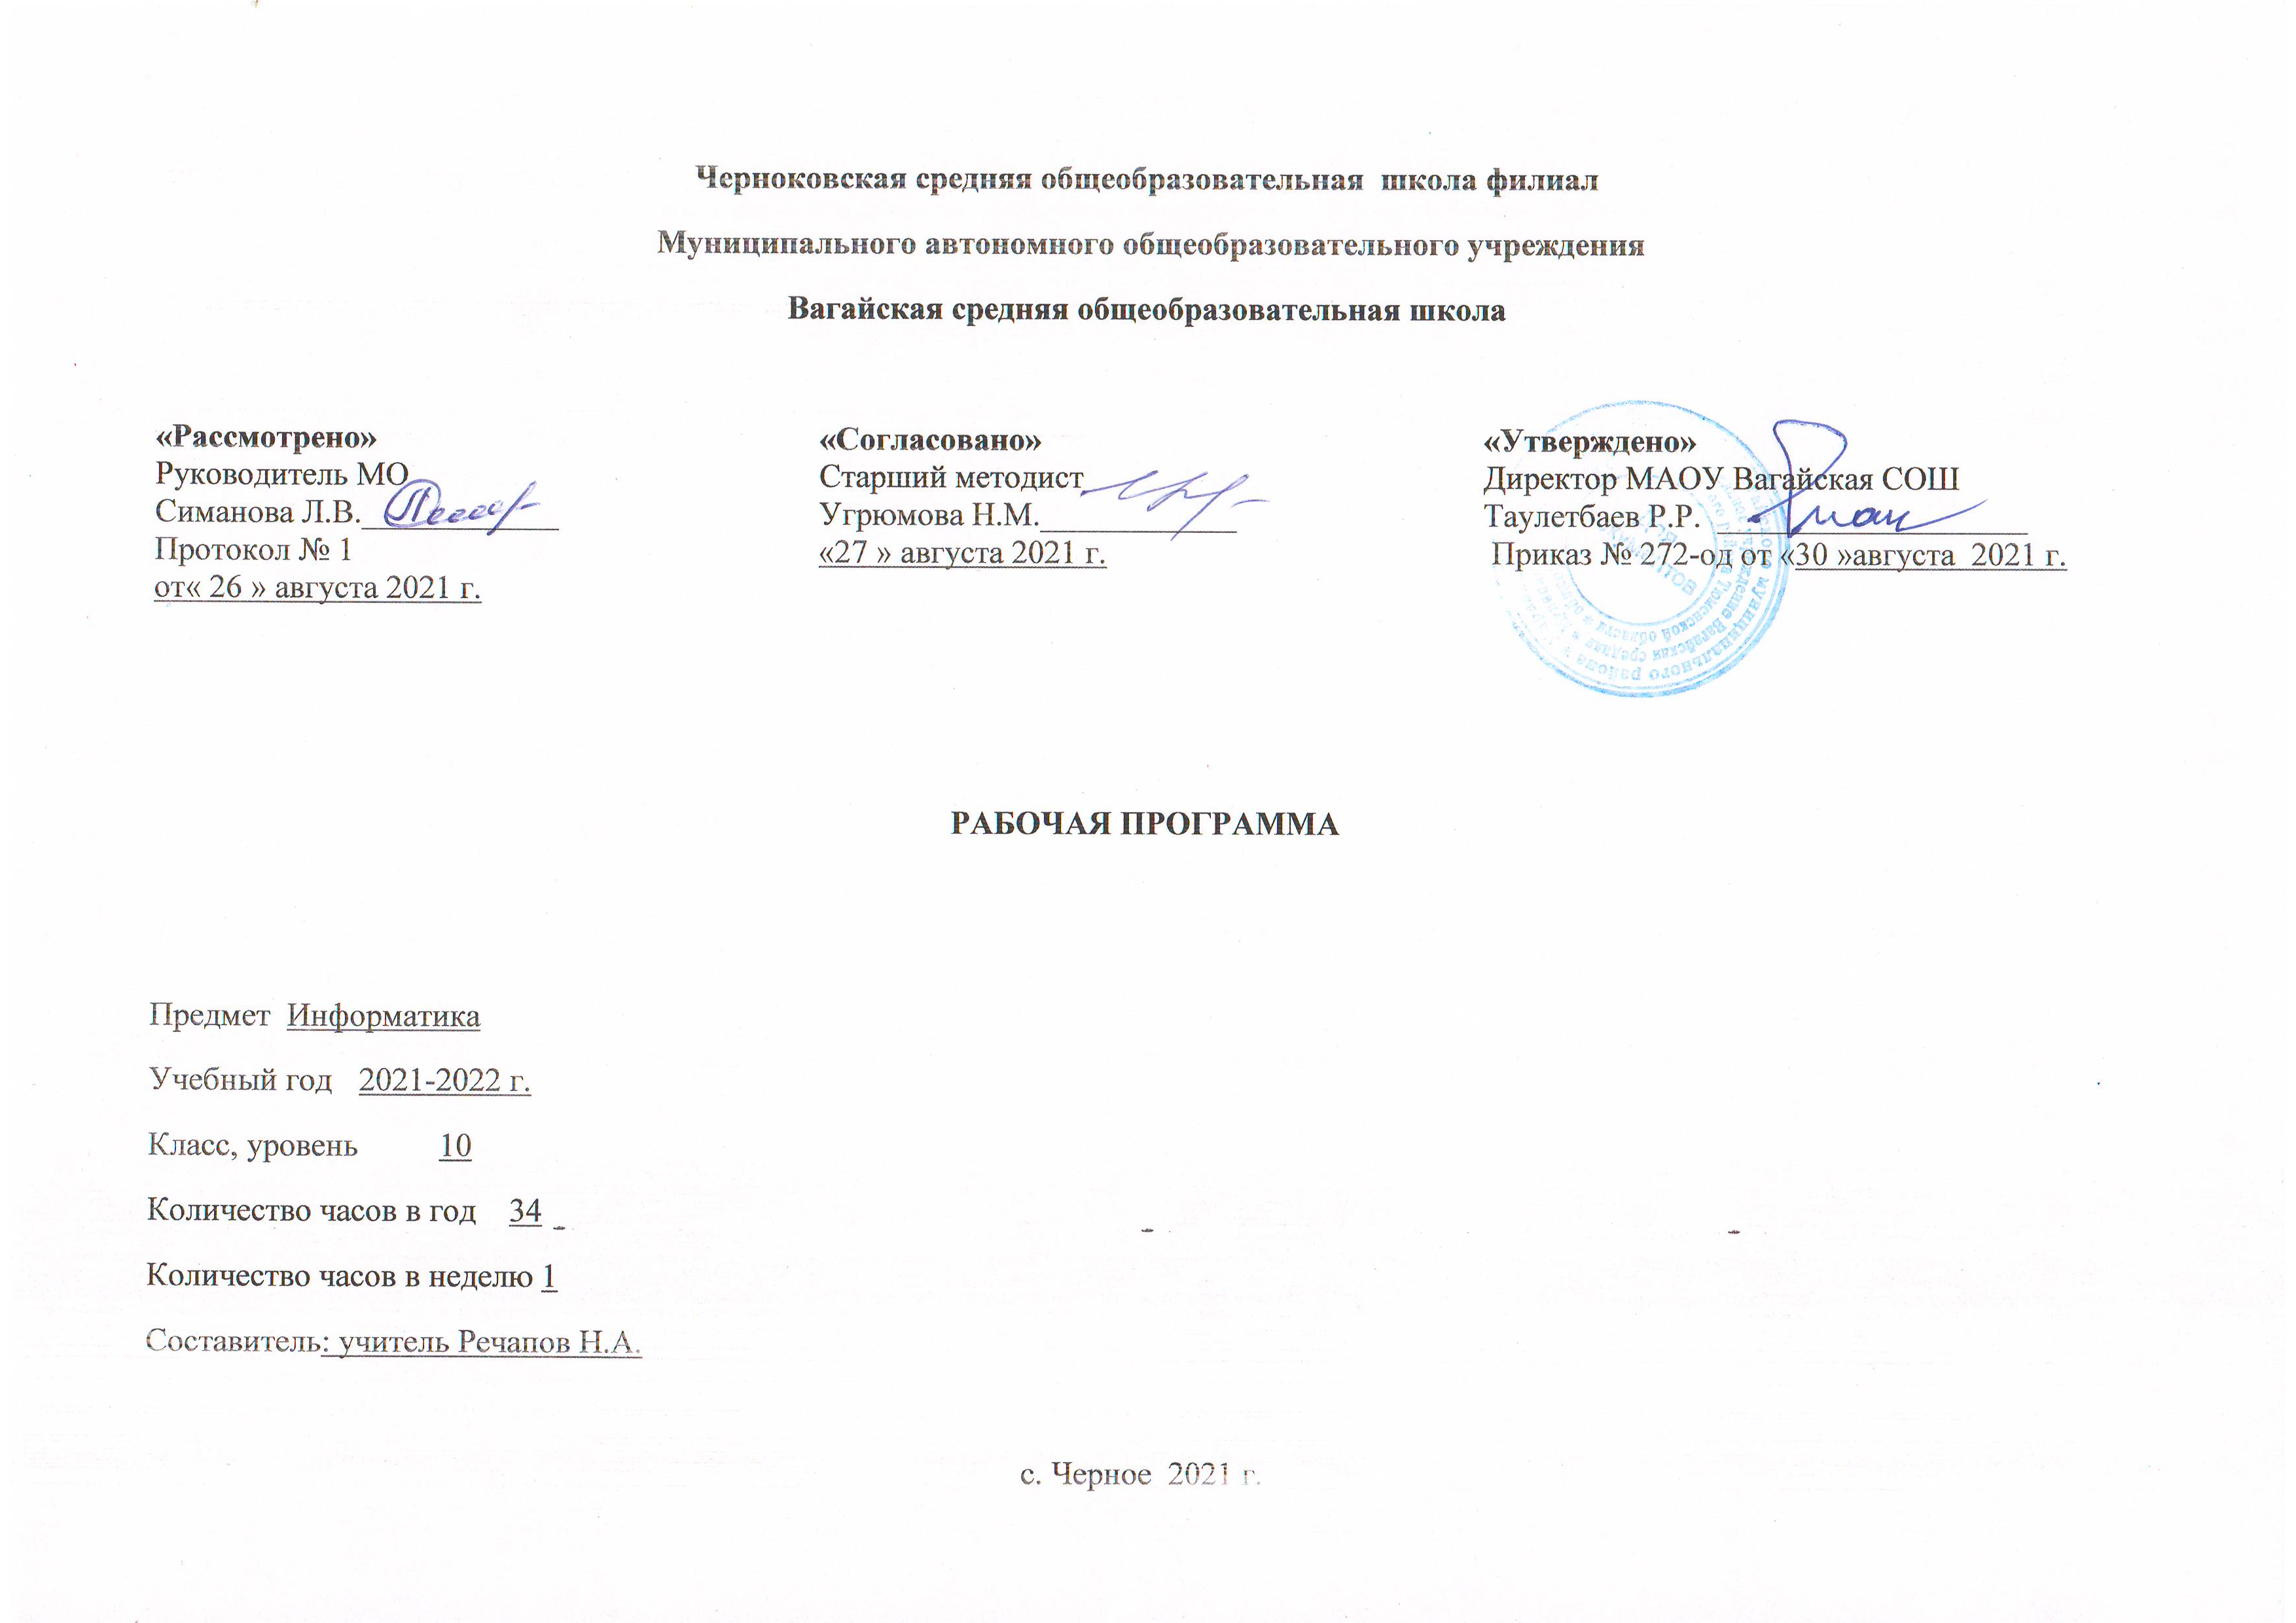 Черноковская средняя общеобразовательная школа филиал
Муниципального автономного общеобразовательного учреждения
Вагайская средняя общеобразовательная школа
«Рассмотрено»
Руководитель МО
Симанова Л.В.
Протокол № 1
от« 26 » августа 2021 г.
«Согласовано»
Старший методист
Угрюмова Н.М.
«27 » августа 2021 г.
«Утверждено»
Директор МАОУ Вагайская СОШ
Таулетбаев Р.Р.
Приказ № 272-од от «30 »августа 2021 г.
РАБОЧАЯ ПРОГРАММА
Предмет Информатика
Учебный год 2021-2022 г.
Класс, уровень 10
Количество часов в год 34
Количество часов в неделю 1
Составитель: учитель Речапов Н.А.
с. Черное 2021 г.